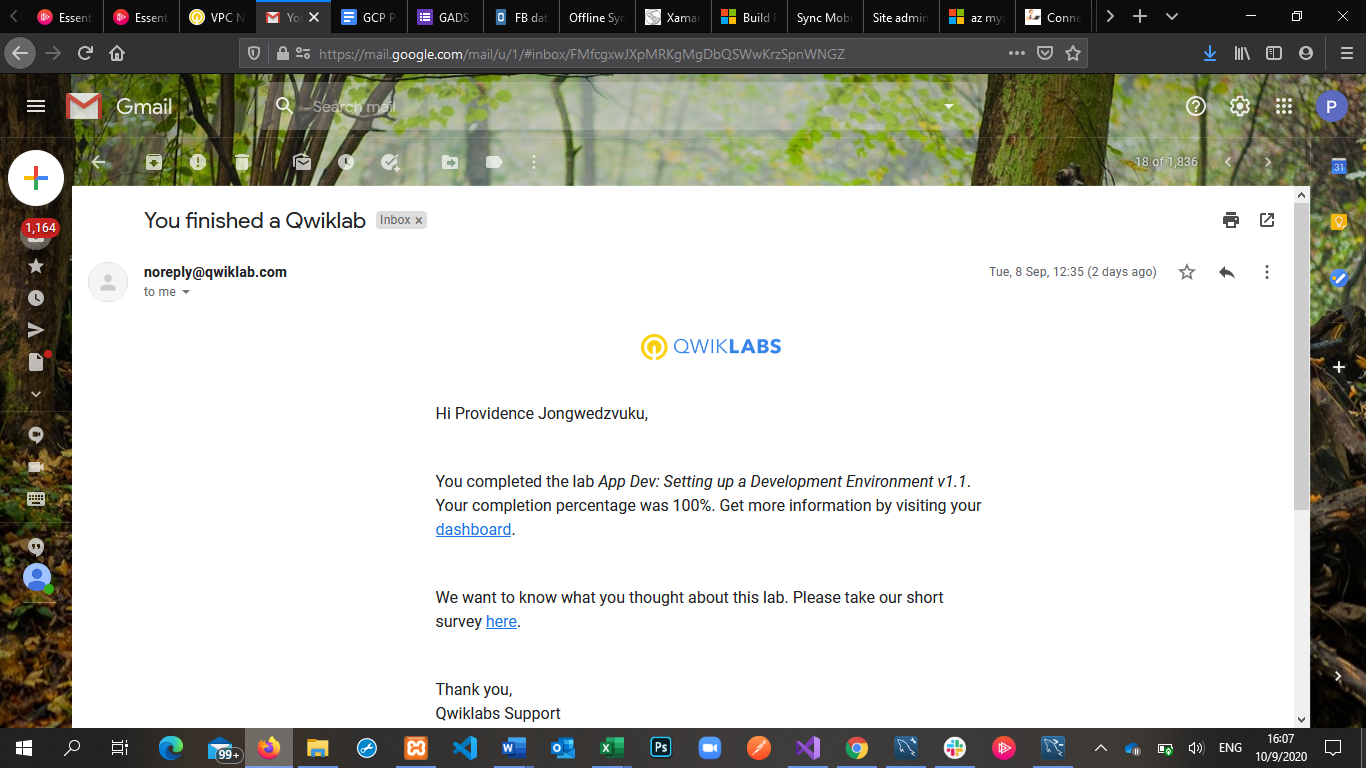 Essent
Essent
VPC N
Yo
GCP P
GADS
FB dat
Offline Syn
Xamar
Build P
Sync Mobi
Site admin
az mys
Conne
https://mail.google.com/mail/u/1/#inbox/FMfcgxwJXpMRKgMgDbQSWwKrzSpnWNGZ
Gmail
Search mail
P
18 of 1,836
31
You finished a Qwiklab Inbox ×
1,164
noreply@qwiklab.com
Tue, 8 Sep, 12:35 (2 days ago)
to me
QWIKLABS
Hi Providence Jongwedzvuku,
You completed the lab App Dev: Setting up a Development Environment v1.1.
Your completion percentage was 100%. Get more information by visiting your
dashboard.
We want to know what you thought about this lab. Please take our short
survey here.
Thank you,
Qwiklabs Support
99+
Ps
ENG
16:07
10/9/2020